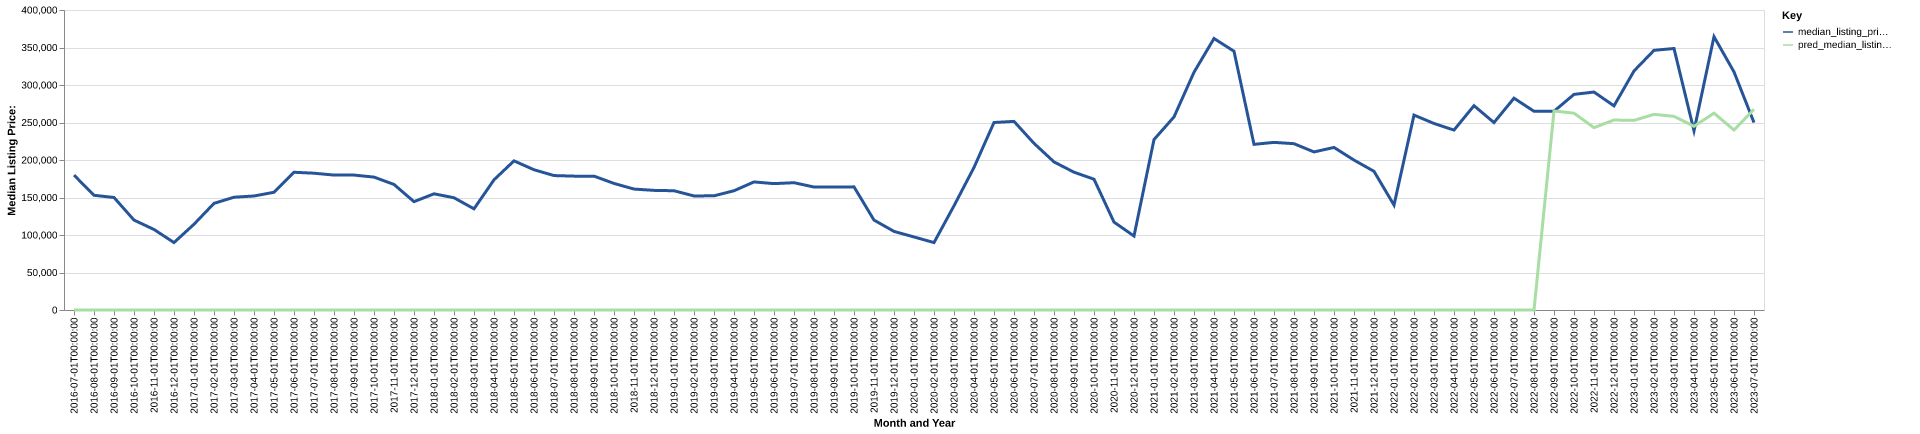 400,000
350,000
300,000
250,000
200,000
150,000
100,000
50,000
0
Median Listing Price:
2016-07-01T00:00:00
2016-08-01T00:00:00
2016-09-01T00:00:00
2016-10-01T00:00:00
2016-11-01T00:00:00
2016-12-01T00:00:00
2017-01-01T00:00:00
2017-02-01T00:00:00
2017-03-01T00:00:00
2017-04-01T00:00:00
2017-05-01T00:00:00
2017-06-01T00:00:00
2017-07-01T00:00:00
2017-08-01T00:00:00
2017-09-01T00:00:00
2017-10-01T00:00:00
2017-11-01T00:00:00
2017-12-01T00:00:00
2018-01-01T00:00:00
2018-02-01T00:00:00
2018-03-01T00:00:00
2018-04-01T00:00:00
2018-05-01T00:00:00
2018-06-01T00:00:00
2018-07-01T00:00:00
2018-08-01T00:00:00
2018-09-01T00:00:00
2018-10-01T00:00:00
2018-11-01T00:00:00
2018-12-01T00:00:00
2019-01-01T00:00:00
2019-02-01T00:00:00
2019-03-01T00:00:00
2019-04-01T00:00:00
2019-05-01T00:00:00
2019-06-01T00:00:00
2019-07-01T00:00:00
2019-08-01T00:00:00
2019-09-01T00:00:00
2019-10-01T00:00:00
2019-11-01T00:00:00
2019-12-01T00:00:00
2020-01-01T00:00:00
2020-02-01T00:00:00
2020-03-01T00:00:00
2020-04-01T00:00:00
2020-05-01T00:00:00
2020-06-01T00:00:00
2020-07-01T00:00:00
2020-08-01T00:00:00
2020-09-01T00:00:00
2020-10-01T00:00:00
2020-11-01T00:00:00
2020-12-01T00:00:00
2021-01-01T00:00:00
2021-02-01T00:00:00
2021-03-01T00:00:00
2021-04-01T00:00:00
2021-05-01T00:00:00
2021-06-01T00:00:00
2021-07-01T00:00:00
2021-08-01T00:00:00
2021-09-01T00:00:00
2021-10-01T00:00:00
2021-11-01T00:00:00
2021-12-01T00:00:00
2022-01-01T00:00:00
2022-02-01T00:00:00
2022-03-01T00:00:00
2022-04-01T00:00:00
2022-05-01T00:00:00
2022-06-01T00:00:00
2022-07-01T00:00:00
2022-08-01T00:00:00
2022-09-01T00:00:00
2022-10-01T00:00:00
2022-11-01T00:00:00
2022-12-01T00:00:00
2023-01-01T00:00:00
2023-02-01T00:00:00
2023-03-01T00:00:00
2023-04-01T00:00:00
2023-05-01T00:00:00
2023-06-01T00:00:00
2023-07-01T00:00:00
Month and Year
Key
median_listing_pri…
pred_median_listin…